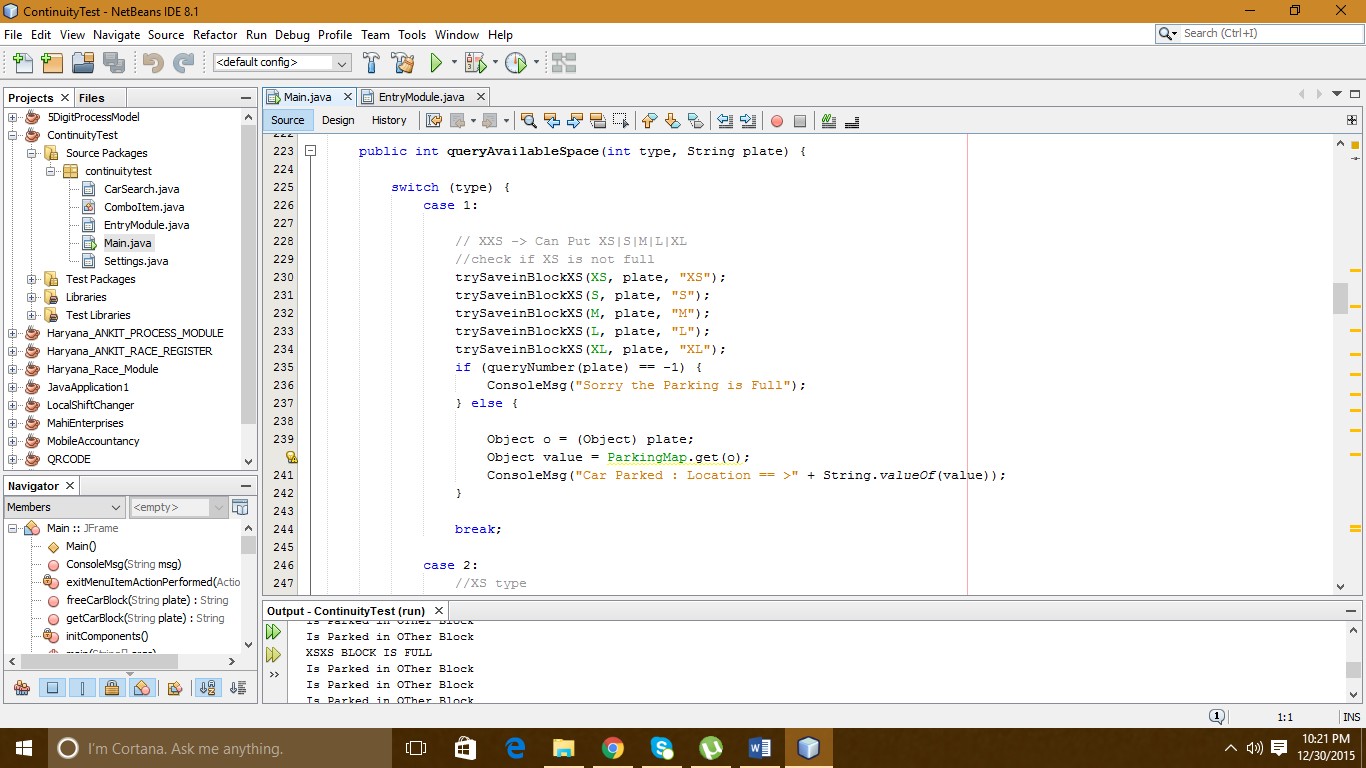 ContinuityTest - NetBeans IDE 8.1
File Edit View Navigate Source Refactor Run Debug Profile Team Tools Window Help
Search (Ctrl+I)
<default config>
Projects Files
5DigitProcessModel
ContinuityTest
Source Packages
continuitytest
CarSearch.java
ComboItem.java
EntryModule.java
Main.java
Settings.java
Test Packages
Libraries
Test Libraries
Haryana_ANKIT_PROCESS_MODULE
Haryana_ANKIT_RACE_REGISTER
Haryana_Race_Module
JavaApplication1
LocalShiftChanger
MahiEnterprises
MobileAccountancy
QRCODE
Navigator
Members <empty>
Main :: JFrame
Main()
ConsoleMsg(String msg)
exitMenuItemActionPerformed(Actio
freeCarBlock(String plate) : String
getCarBlock(String plate) : String
initComponents()
main(String[] args)
Main.java EntryModule.java
Source Design History
222
223 public int queryAvailableSpace(int type, String plate) {
224
225 switch (type) {
226 case 1:
227
228 // XXS -> Can Put XS|S|M|L|XL
229 //check if XS is not full
230 trySaveinBlockXS(XS, plate, "XS");
231 trySaveinBlockXS(S, plate, "S");
232 trySaveinBlockXS(M, plate, "M");
233 trySaveinBlockXS(L, plate, "L");
234 trySaveinBlockXS(XL, plate, "XL");
235 if (queryNumber(plate) == -1) {
236 ConsoleMsg("Sorry the Parking is Full");
237 } else {
238
239 Object o = (Object) plate;
Object value = ParkingMap.get(o);
241 ConsoleMsg("Car Parked : Location == >" + String.valueOf(value));
242 }
243
244 break;
245
246 case 2:
247 //XS type
Output - ContinuityTest (run)
Is Parked in OTher Block
Is Parked in OTher Block
XSXS BLOCK IS FULL
Is Parked in OTher Block
Is Parked in OTher Block
Is Parked in OTher Block
1 1:1 INS
I'm Cortana. Ask me anything.
10:21 PM
12/30/2015